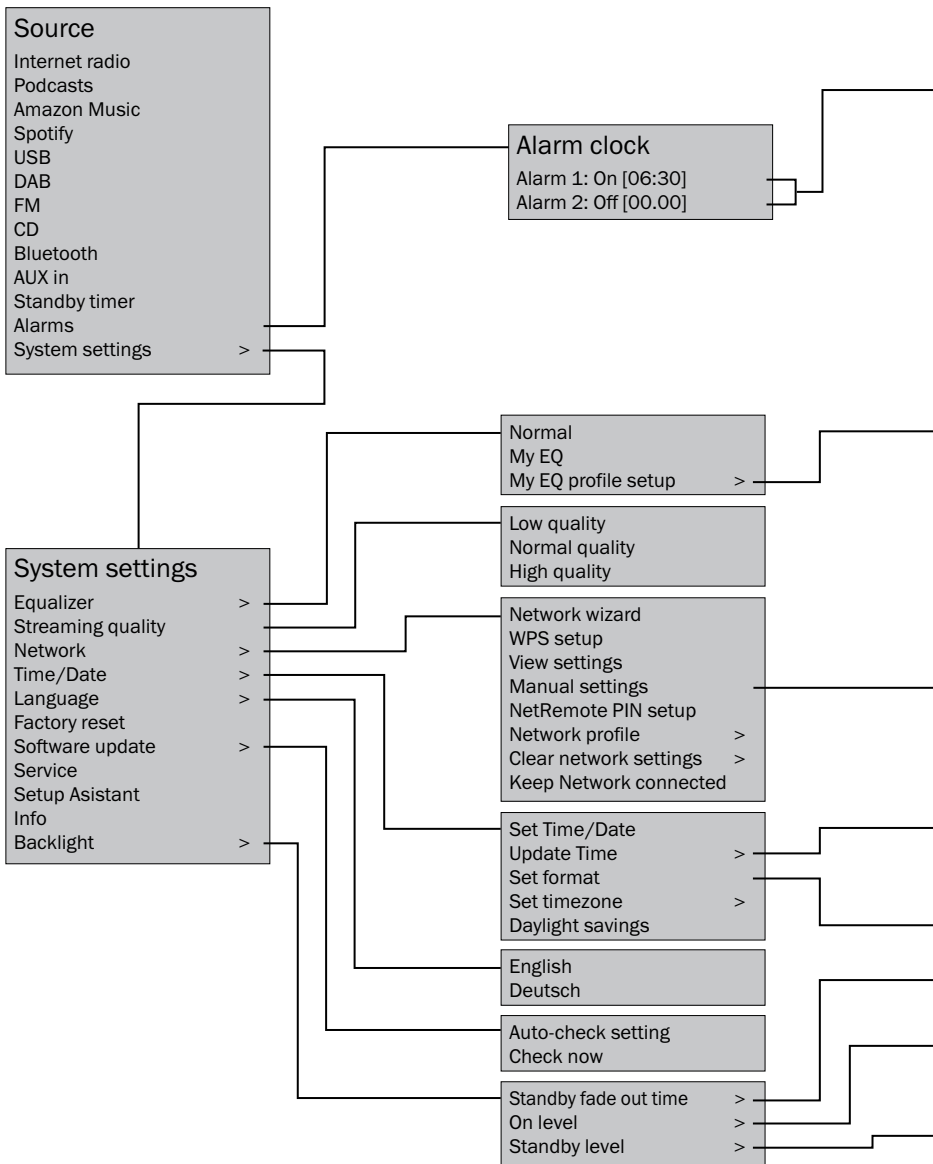 Source
Internet radio
Podcasts
Amazon Music
Spotify
USB
DAB
FM
CD
Bluetooth
AUX in
Standby timer
Alarms
System settings >
Alarm clock
Alarm 1: On [06:30]
Alarm 2: Off [00.00]
System settings
Equalizer >
Streaming quality
Network >
Time/Date >
Language >
Factory reset
Software update >
Service
Setup Asistant
Info
Backlight >
Normal
My EQ
My EQ profile setup >
Low quality
Normal quality
High quality
Network wizard
WPS setup
View settings
Manual settings
NetRemote PIN setup
Network profile >
Clear network settings >
Keep Network connected
Set Time/Date
Update Time >
Set format
Set timezone >
Daylight savings
English
Deutsch
Auto-check setting
Check now
Standby fade out time >
On level >
Standby level >